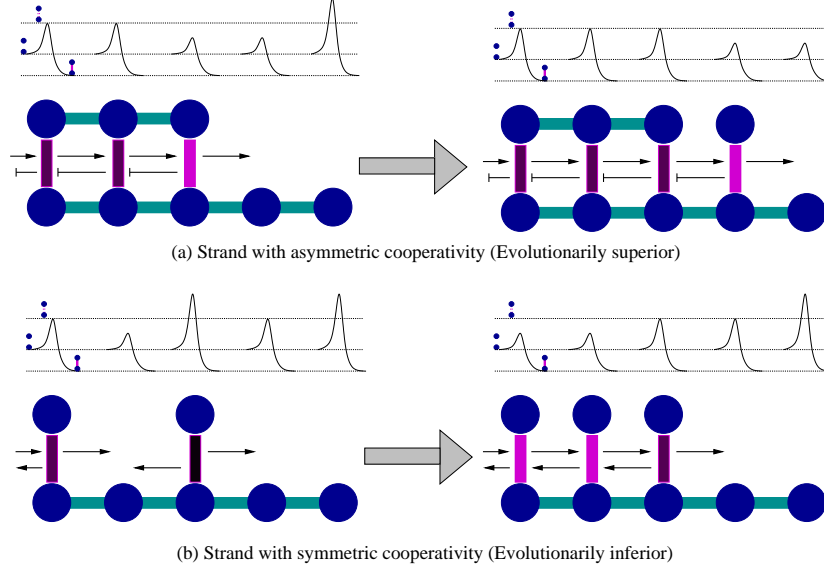 (a) Strand with asymmetric cooperativity (Evolutionarily superior)
(b) Strand with symmetric cooperativity (Evolutionarily inferior)